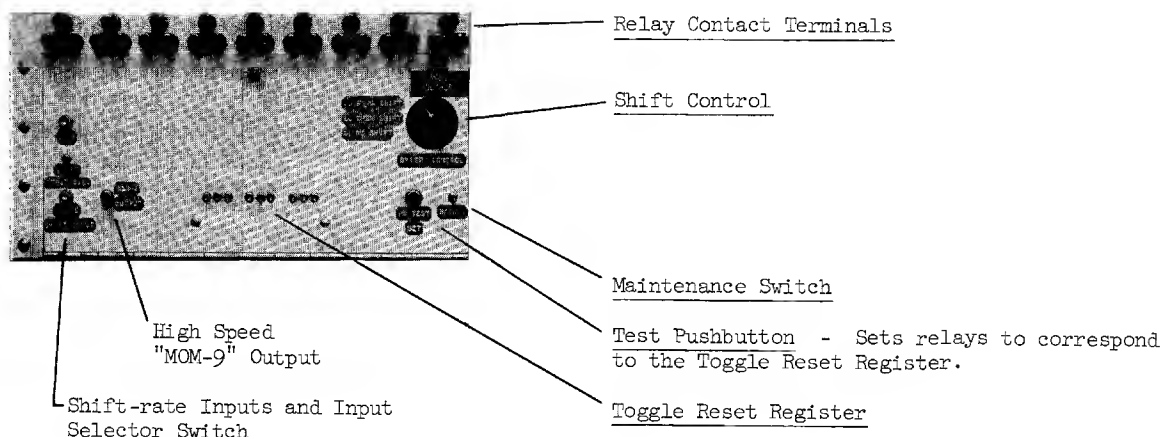 Relay Contact Terminals
Shift Control
Maintenance Switch
Test Pushbutton - Sets relays to correspond
to the Toggle Reset Register.
Toggle Reset Register
High Speed
"MOM-9" Output
Shift-rate Inputs and Input
Selector Switch